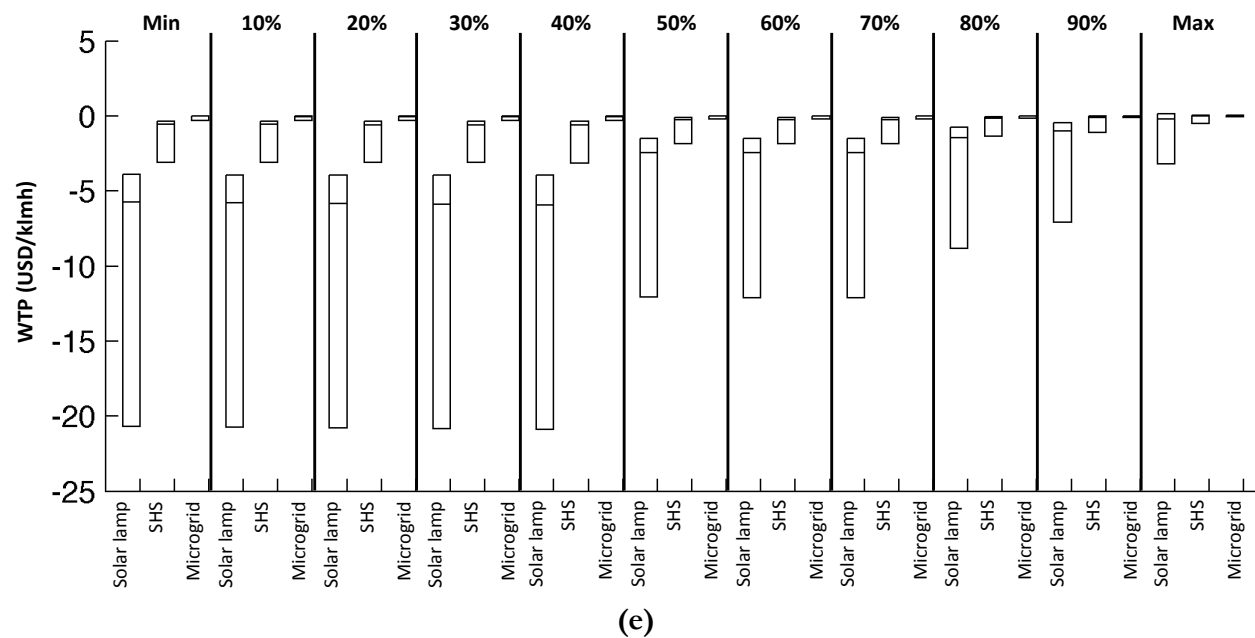 Min 10% 20% 30% 40% 50% 60% 70% 80% 90% Max
5
0
-5
-10
-15
-20
-25
WTP (USD/klmh)
Solar lamp SHS Microgrid Solar lamp SHS Microgrid Solar lamp SHS Microgrid Solar lamp SHS Microgrid Solar lamp SHS Microgrid Solar lamp SHS Microgrid Solar lamp SHS Microgrid Solar lamp SHS Microgrid Solar lamp SHS Microgrid Solar lamp SHS Microgrid Solar lamp SHS Microgrid
(e)